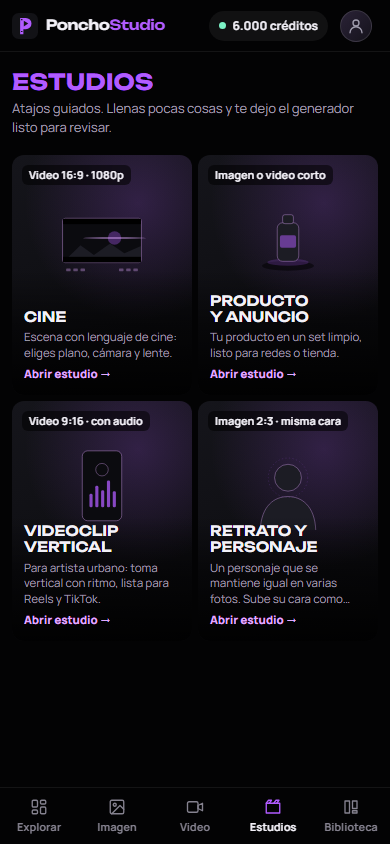 PonchoStudio
6.000 créditos
ESTUDIOS
Atajos guiados. Llenas pocas cosas y te dejo el generador
listo para revisar.
Video 16:9 · 1080p
CINE
Escena con lenguaje de cine:
eliges plano, cámara y lente.
Abrir estudio →
Imagen o video corto
PRODUCTO
Y ANUNCIO
Tu producto en un set limpio,
listo para redes o tienda.
Abrir estudio →
Video 9:16 · con audio
VIDEOCLIP
VERTICAL
Para artista urbano: toma
vertical con ritmo, lista para
Reels y TikTok.
Abrir estudio →
Imagen 2:3 · misma cara
RETRATO Y
PERSONAJE
Un personaje que se
mantiene igual en varias
fotos. Sube su cara como...
Abrir estudio →
Explorar
Imagen
Video
Estudios
Biblioteca